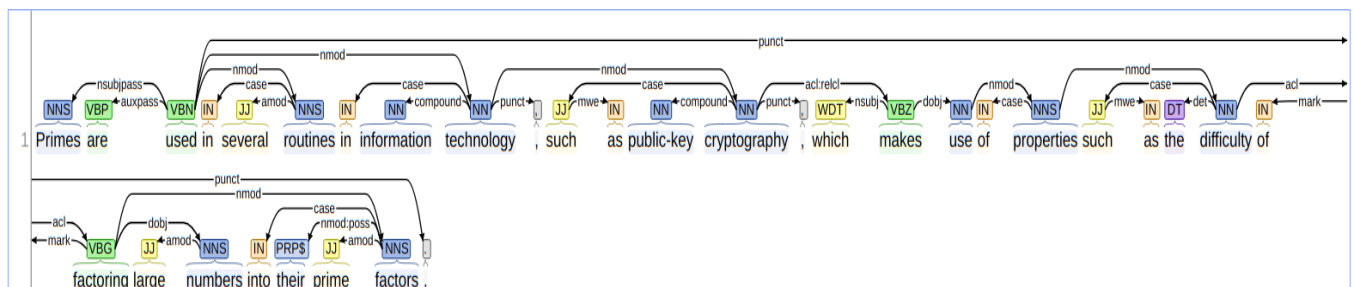 punct
nmod
nmod nmod nmod
nsubjpass case case case acl:relcl nmod case acl
auxpass amod compound punct mwe compound punct nsubj dobj case mwe det mark
NNS VBP VBN IN JJ NNS IN NN NN , JJ IN NN NN , WDT VBZ NN IN NNS JJ IN DT NN IN
1 Primes are used in several routines in information technology , such as public-key cryptography , which makes use of properties such as the difficulty of
punct
nmod
case
acl dobj nmod:poss
mark amod amod
VBG JJ NNS IN PRP$ JJ NNS .
factoring large numbers into their prime factors .